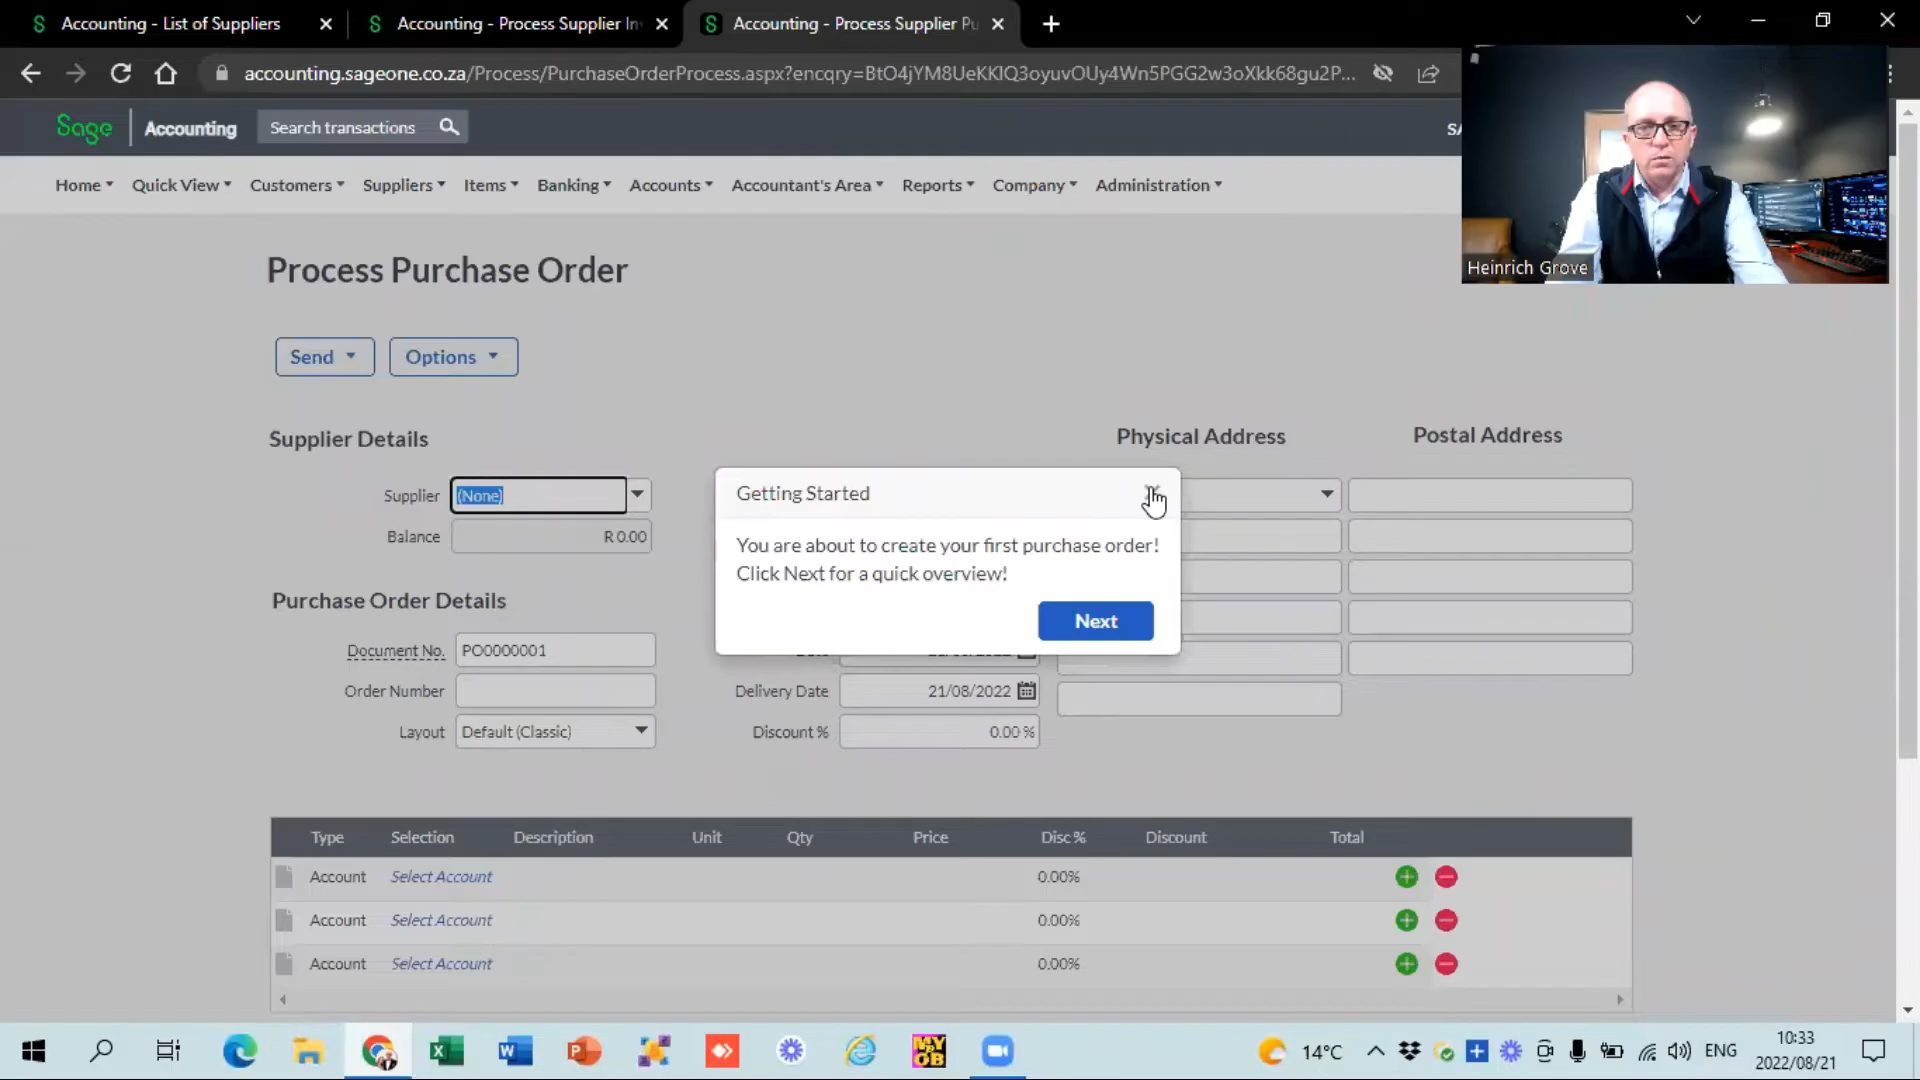 Accounting - List of Suppliers
Accounting - Process Supplier In
Accounting - Process Supplier Pu
accounting.sageone.co.za/Process/PurchaseOrderProcess.aspx?encqry=BtO4jYM8UeKKIQ3oyuvOUy4Wn5PGG2w3oXkk68gu2P...
Sage Accounting Search transactions
Home Quick View Customers Suppliers Items Banking Accounts Accountant's Area Reports Company Administration
Heinrich Grove
Process Purchase Order
Send Options
Supplier Details
Physical Address
Postal Address
Supplier (None)
Balance R 0.00
Getting Started
You are about to create your first purchase order!
Click Next for a quick overview!
Next
Purchase Order Details
Document No. PO0000001
Order Number
Delivery Date 21/08/2022
Layout Default (Classic)
Discount % 0.00 %
Type Selection Description Unit Qty Price Disc % Discount Total
Account Select Account 0.00%
Account Select Account 0.00%
Account Select Account 0.00%
MY OB
14°C
ENG
10:33
2022/08/21